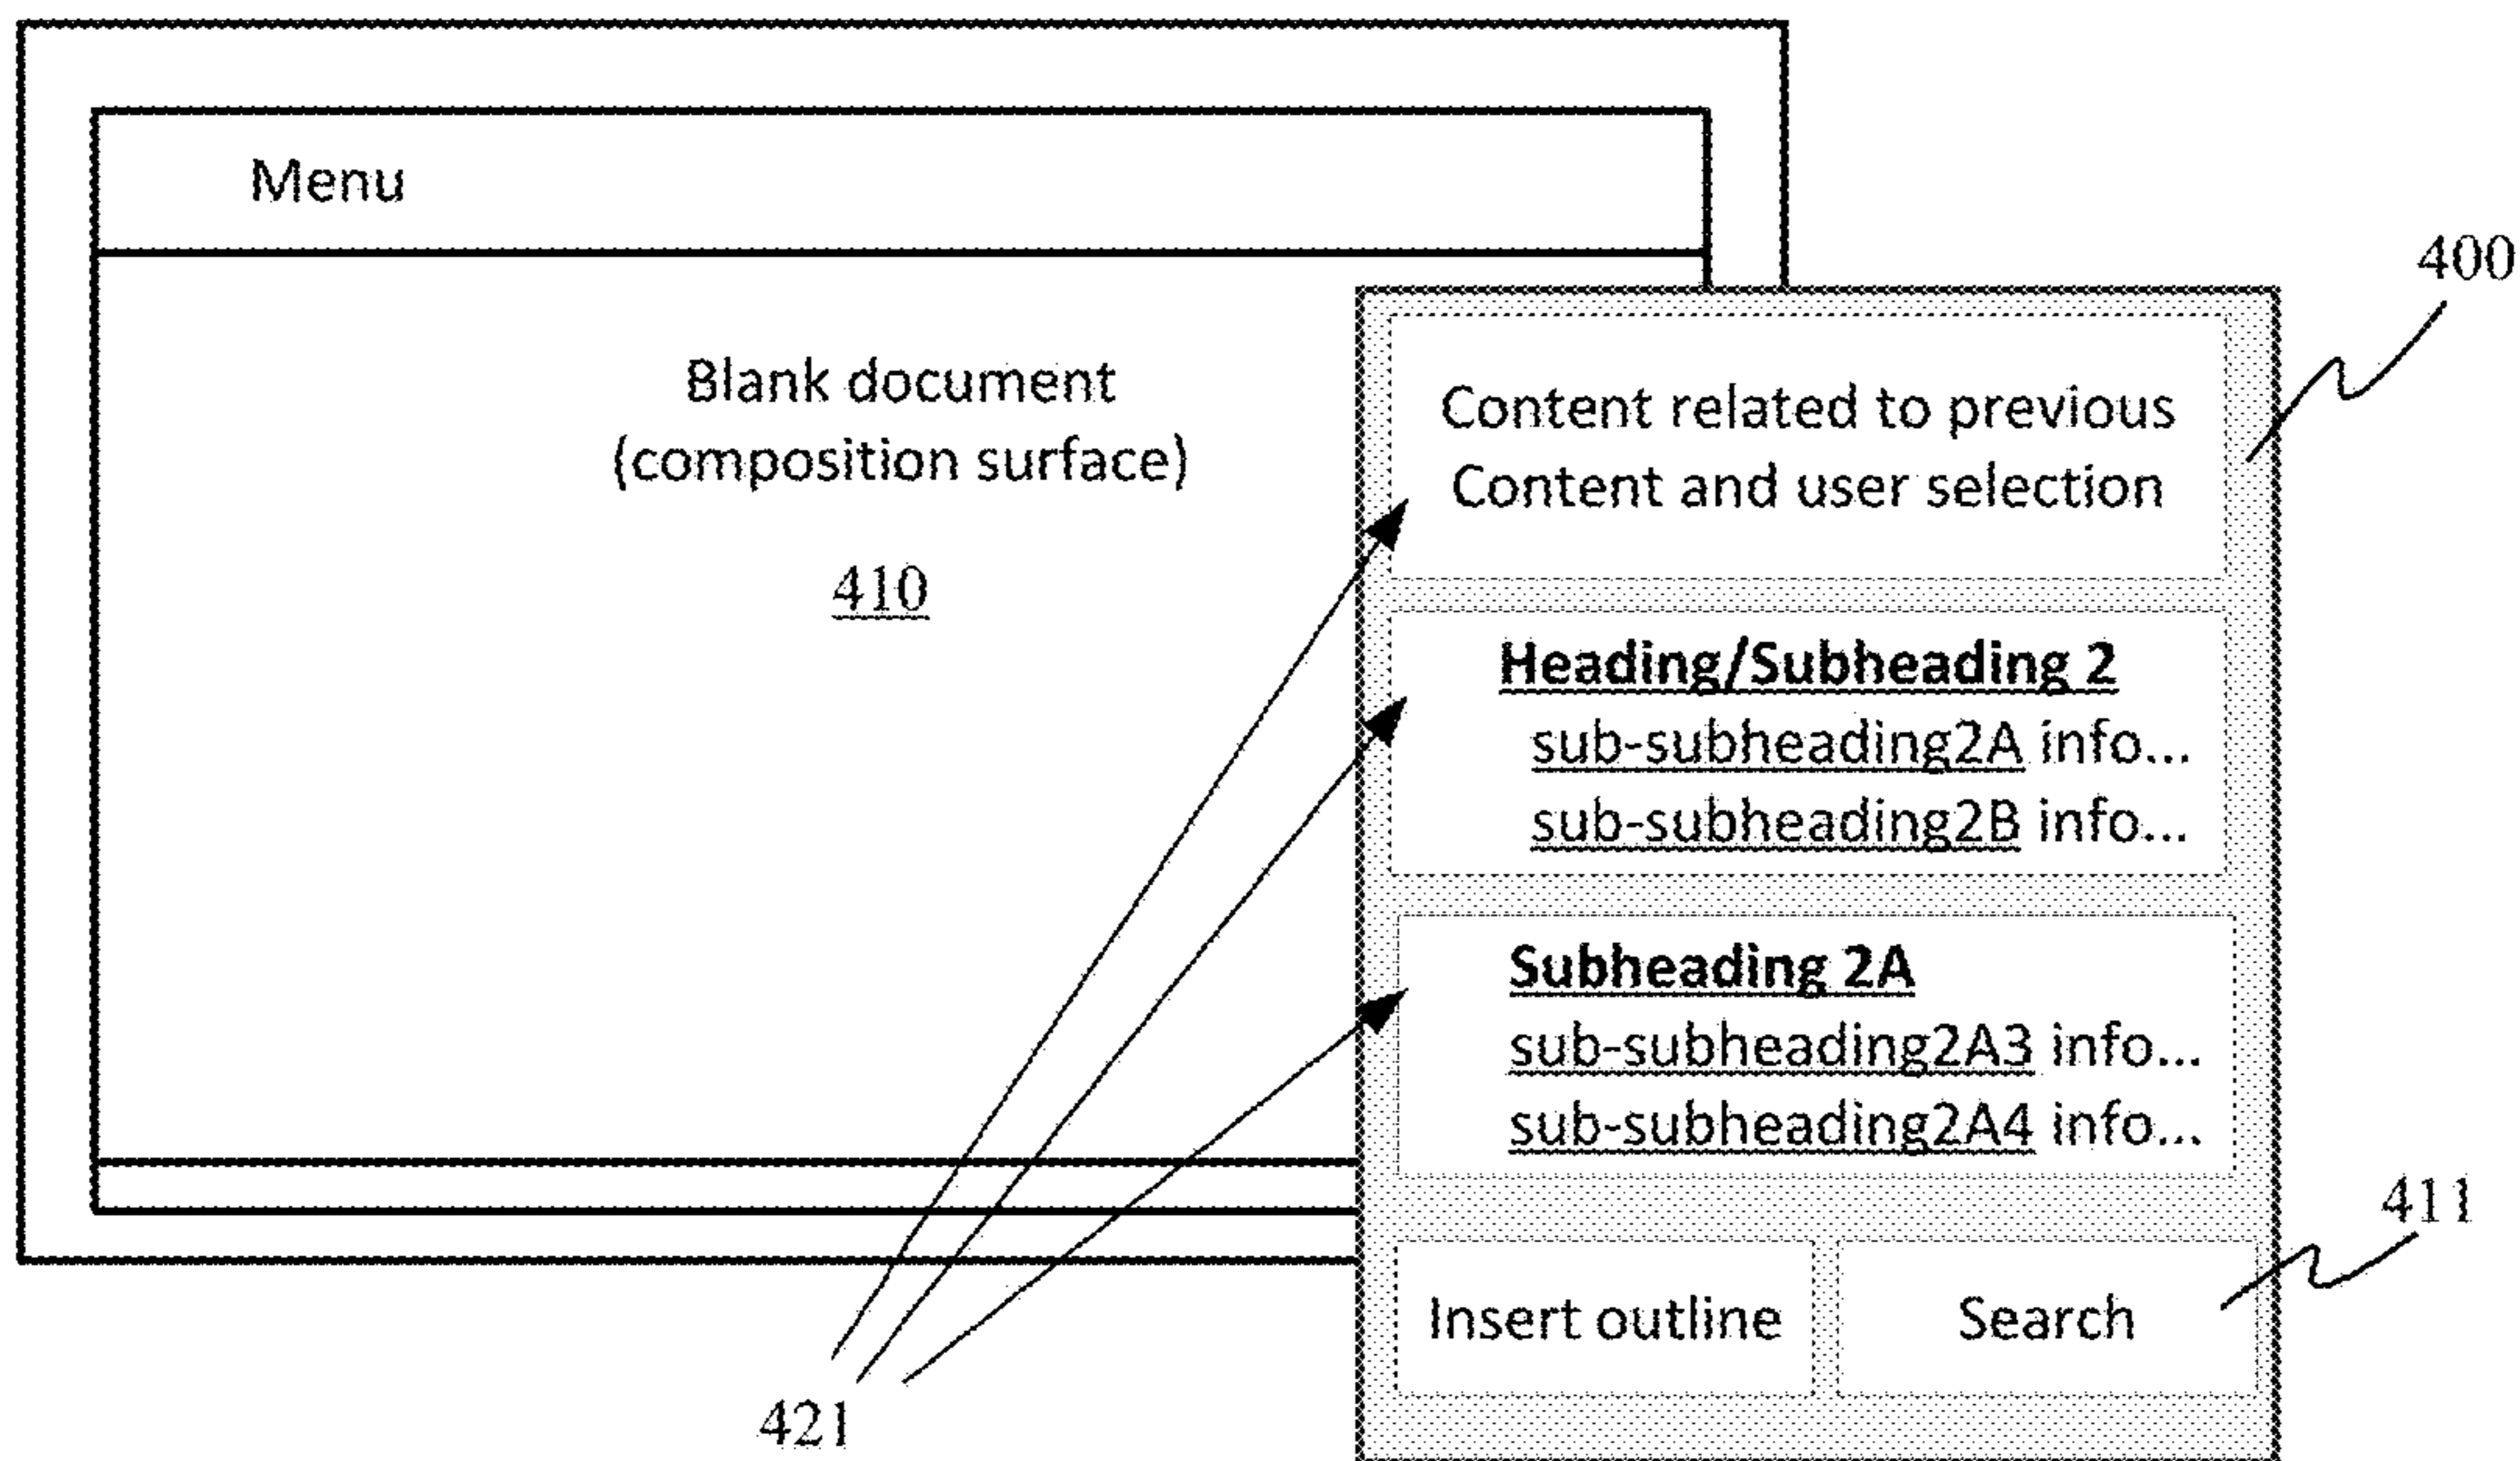 Menu
400
Blank document
(composition surface)
410
Content related to previous
Content and user selection
Heading/Subheading 2
sub-subheading2A info...
sub-subheading2B info...
Subheading 2A
sub-subheading2A3 info...
sub-subheading2A4 info...
411
Insert outline
Search
421